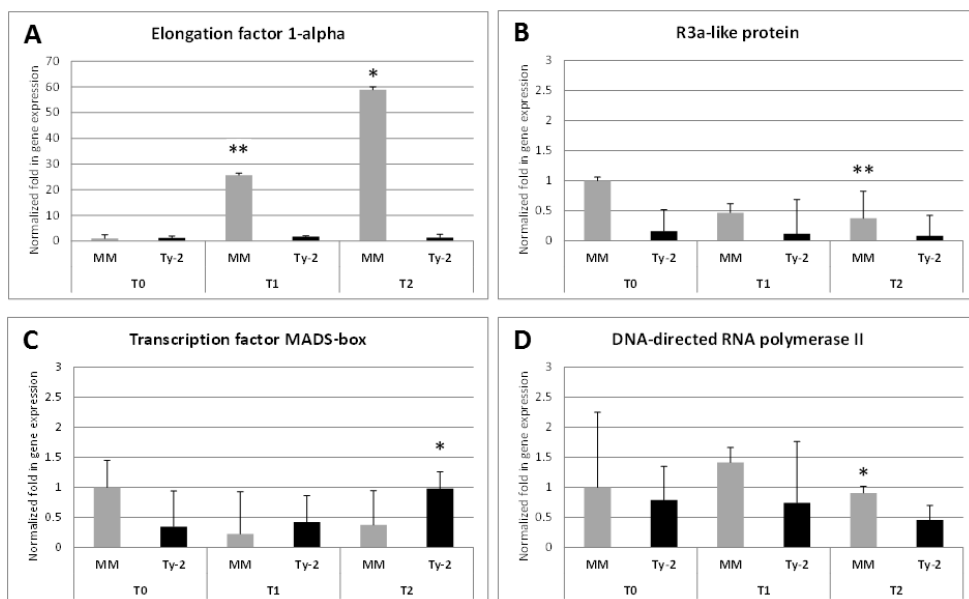 A
Elongation factor 1-alpha
Normalized fold in gene expression
70
60
50
40
30
20
10
0
**
*
MM Ty-2 MM Ty-2 MM Ty-2
T0 T1 T2
B
R3a-like protein
Normalized fold in gene expression
3
2.5
2
1.5
1
0.5
0
**
MM Ty-2 MM Ty-2 MM Ty-2
T0 T1 T2
C
Transcription factor MADS-box
Normalized fold in gene expression
3
2.5
2
1.5
1
0.5
0
*
MM Ty-2 MM Ty-2 MM Ty-2
T0 T1 T2
D
DNA-directed RNA polymerase II
Normalized fold in gene expression
3
2.5
2
1.5
1
0.5
0
*
MM Ty-2 MM Ty-2 MM Ty-2
T0 T1 T2